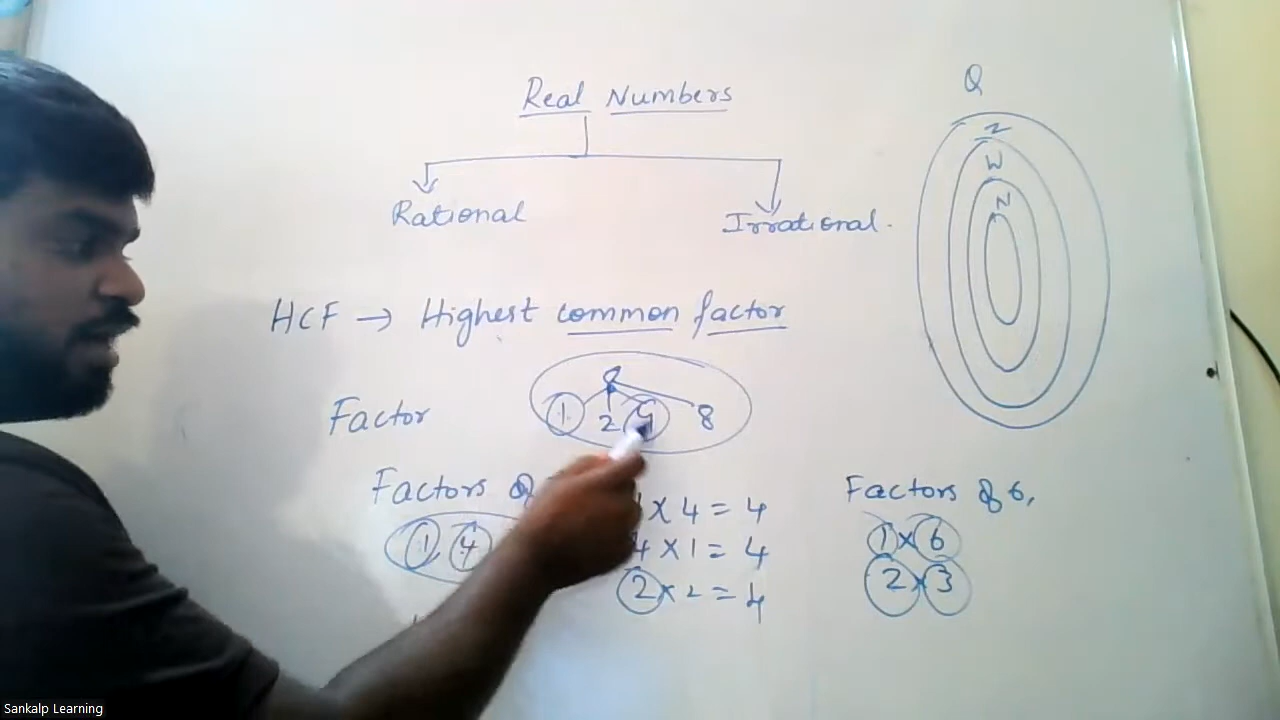 Real Numbers
Q
Z
W
N
Rational
Irrational.
HCF → Highest common factor
8
Factor
1 2 4 8
Factors of
Factors of 6,
1 4
1 × 4 = 4
4 × 1 = 4
2 × 2 = 4
1 × 6
2 × 3
Sankalp Learning